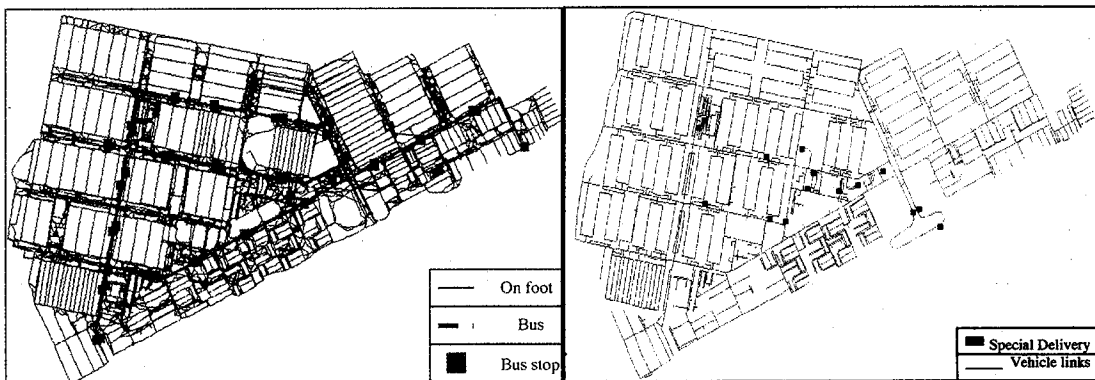 On foot
Bus
Bus stop
Special Delivery
Vehicle links